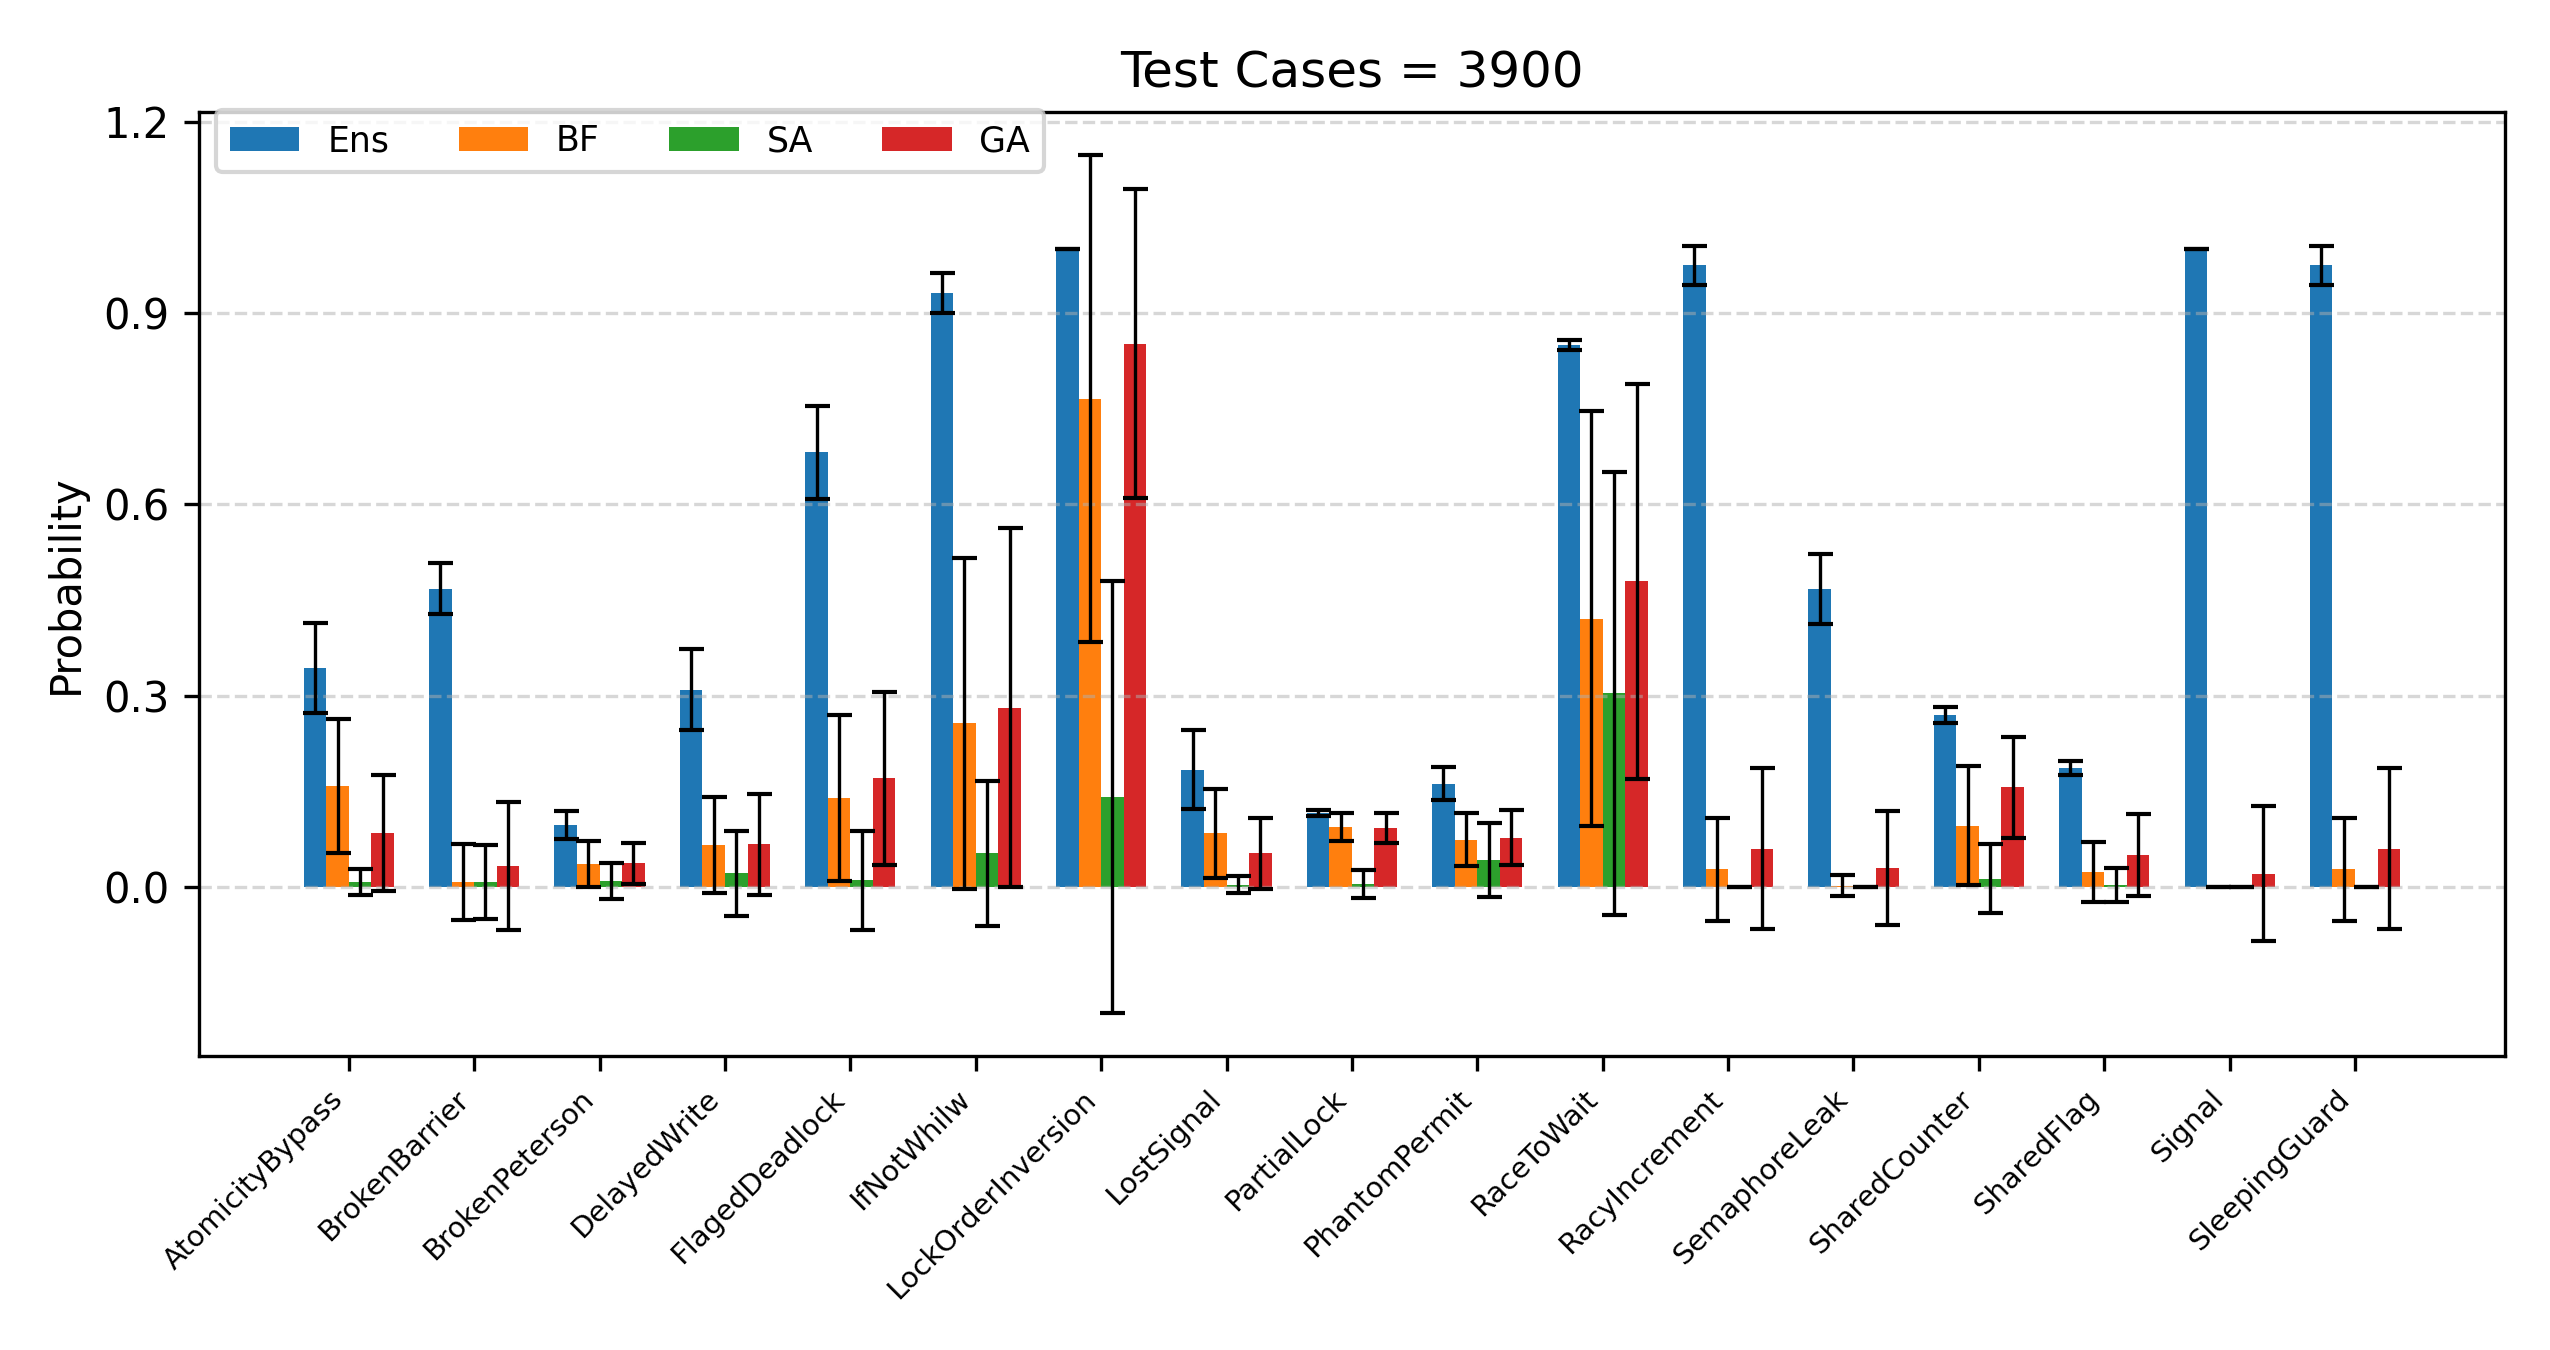 Test Cases = 3900
Ens BF SA GA
Probability
1.2
0.9
0.6
0.3
0.0
AtomicityBypass
BrokenBarrier
BrokenPeterson
DelayedWrite
FlagedDeadlock
IfNotWhilw
LockOrderInversion
LostSignal
PartialLock
PhantomPermit
RaceToWait
RacyIncrement
SemaphoreLeak
SharedCounter
SharedFlag
Signal
SleepingGuard